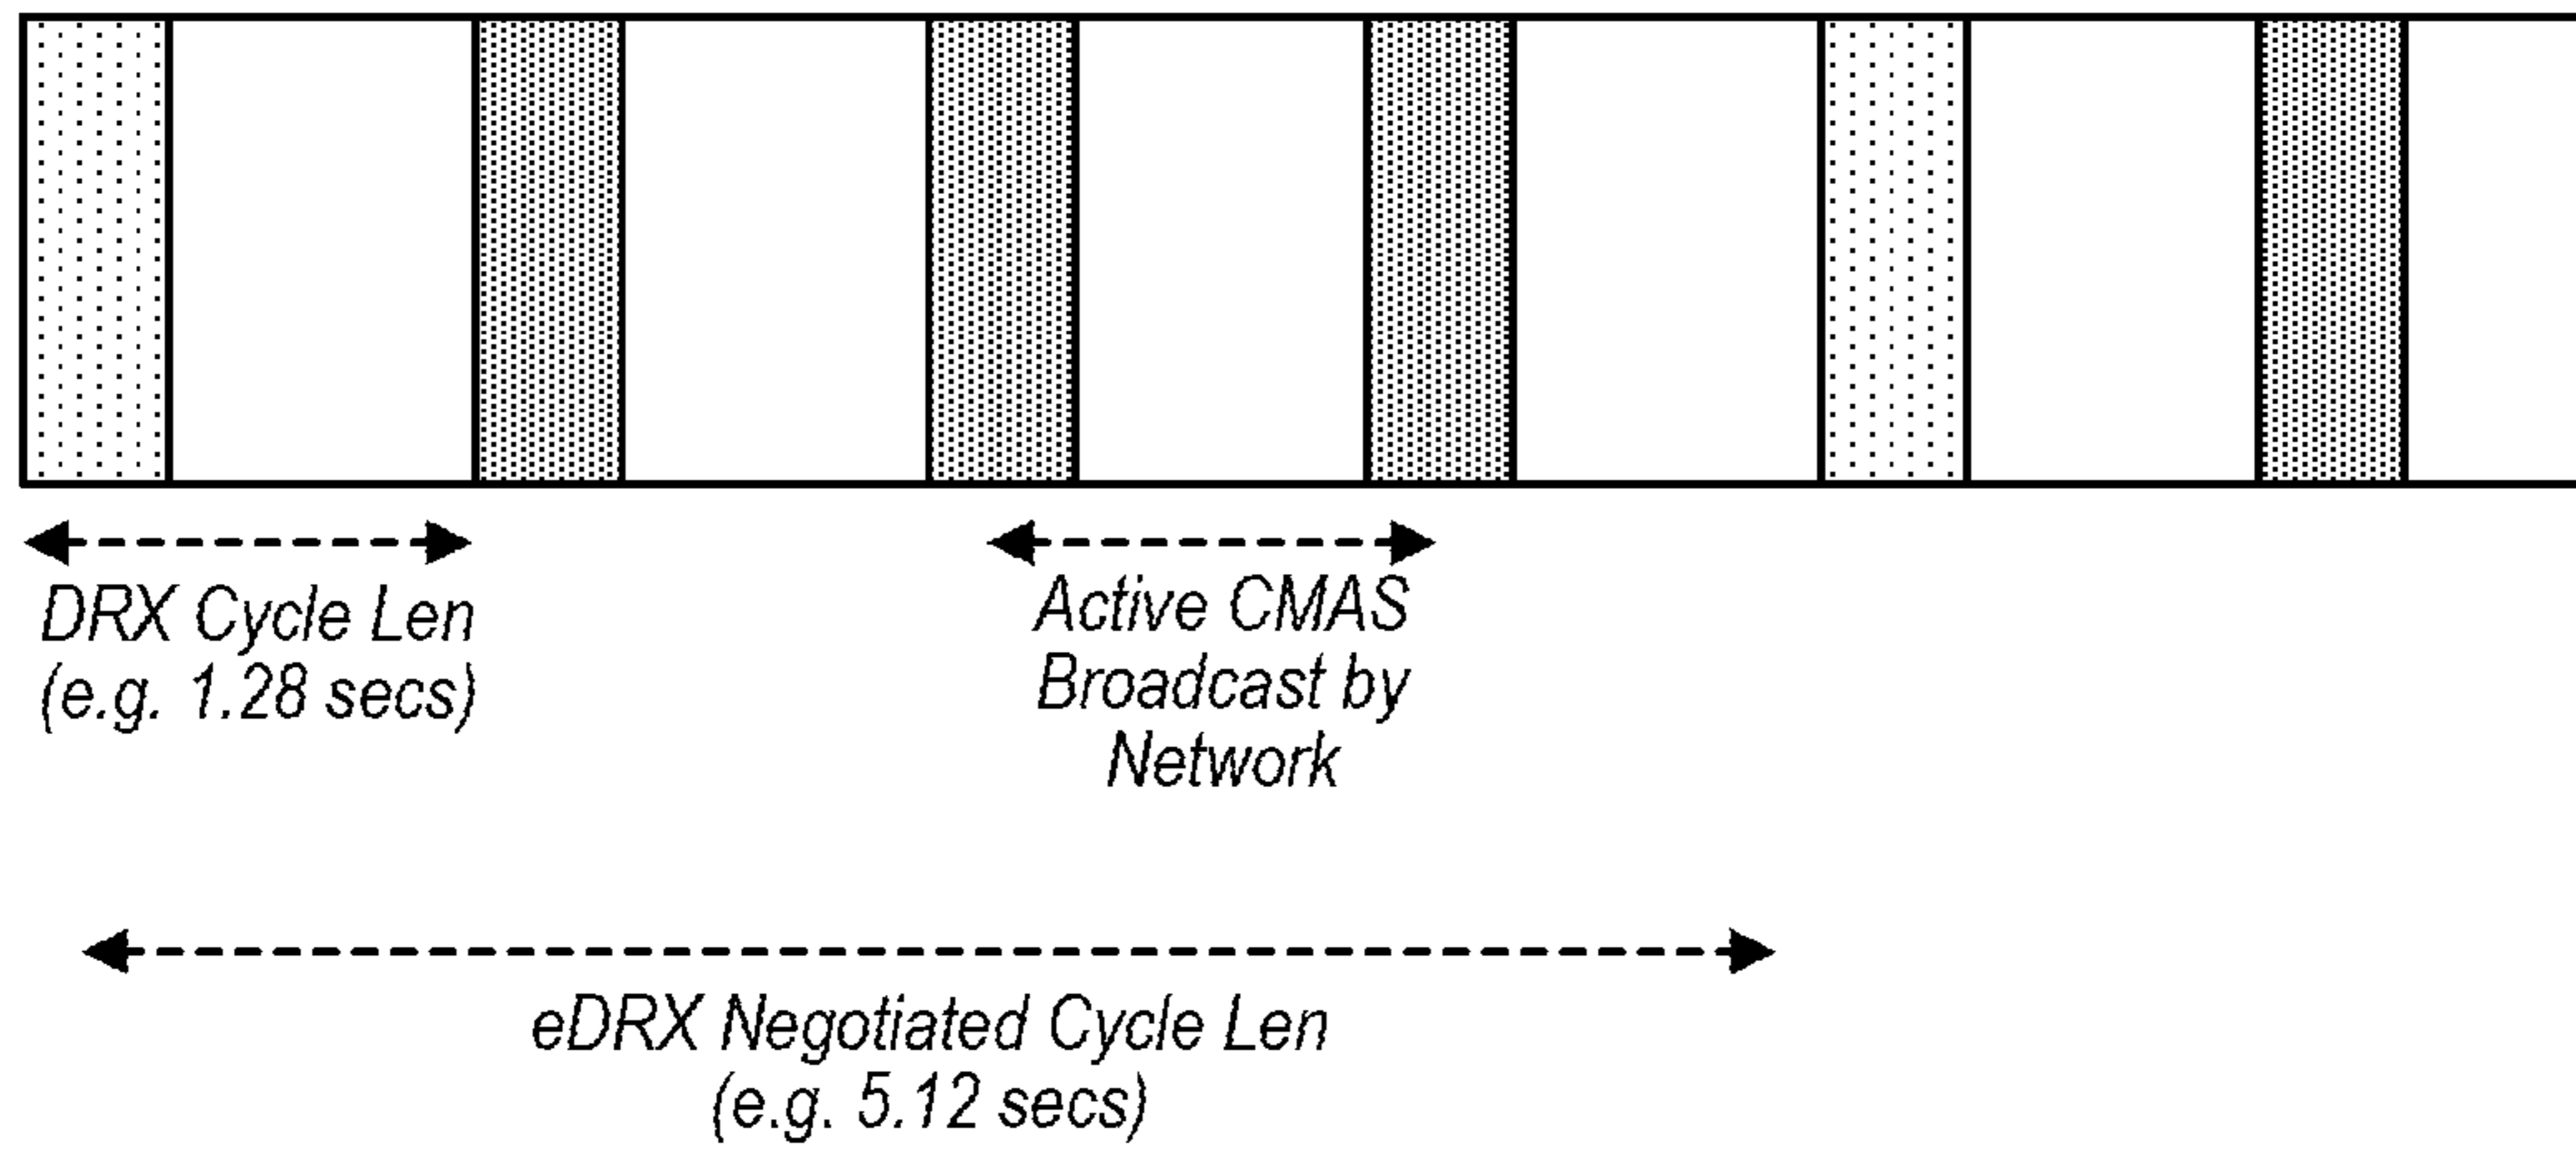 DRX Cycle Len
(e.g. 1.28 secs)
Active CMAS
Broadcast by
Network
eDRX Negotiated Cycle Len
(e.g. 5.12 secs)